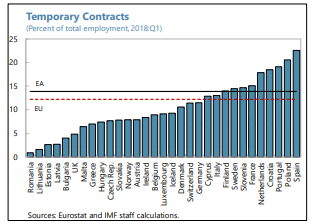 Temporary Contracts
(Percent of total employment, 2018:Q1)
25
20
15
10
5
0
EA
EU
Romania
Lithuania
Estonia
Latvia
Bulgaria
UK
Malta
Greece
Hungary
Czech Rep.
Slovakia
Norway
Austria
Ireland
Belgium
Luxembourg
Iceland
Denmark
Switzerland
Germany
Cyprus
Italy
Finland
Sweden
Slovenia
France
Netherlands
Croatia
Portugal
Poland
Spain
Sources: Eurostat and IMF staff calculations.